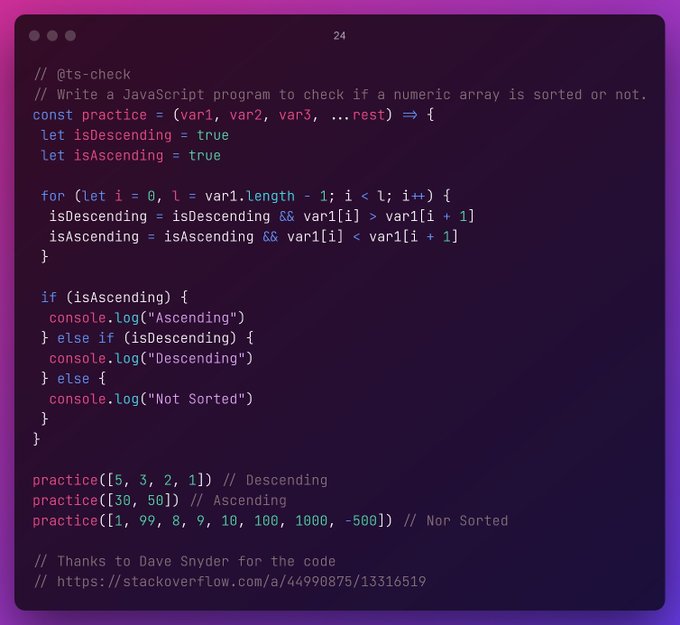 24
// @ts-check
// Write a JavaScript program to check if a numeric array is sorted or not.
const practice = (var1, var2, var3, ...rest) => {
 let isDescending = true
 let isAscending = true

 for (let i = 0, l = var1.length - 1; i < l; i++) {
  isDescending = isDescending && var1[i] > var1[i + 1]
  isAscending = isAscending && var1[i] < var1[i + 1]
 }

 if (isAscending) {
  console.log("Ascending")
 } else if (isDescending) {
  console.log("Descending")
 } else {
  console.log("Not Sorted")
 }
}

practice([5, 3, 2, 1]) // Descending
practice([30, 50]) // Ascending
practice([1, 99, 8, 9, 10, 100, 1000, -500]) // Nor Sorted

// Thanks to Dave Snyder for the code
// https://stackoverflow.com/a/44990875/13316519